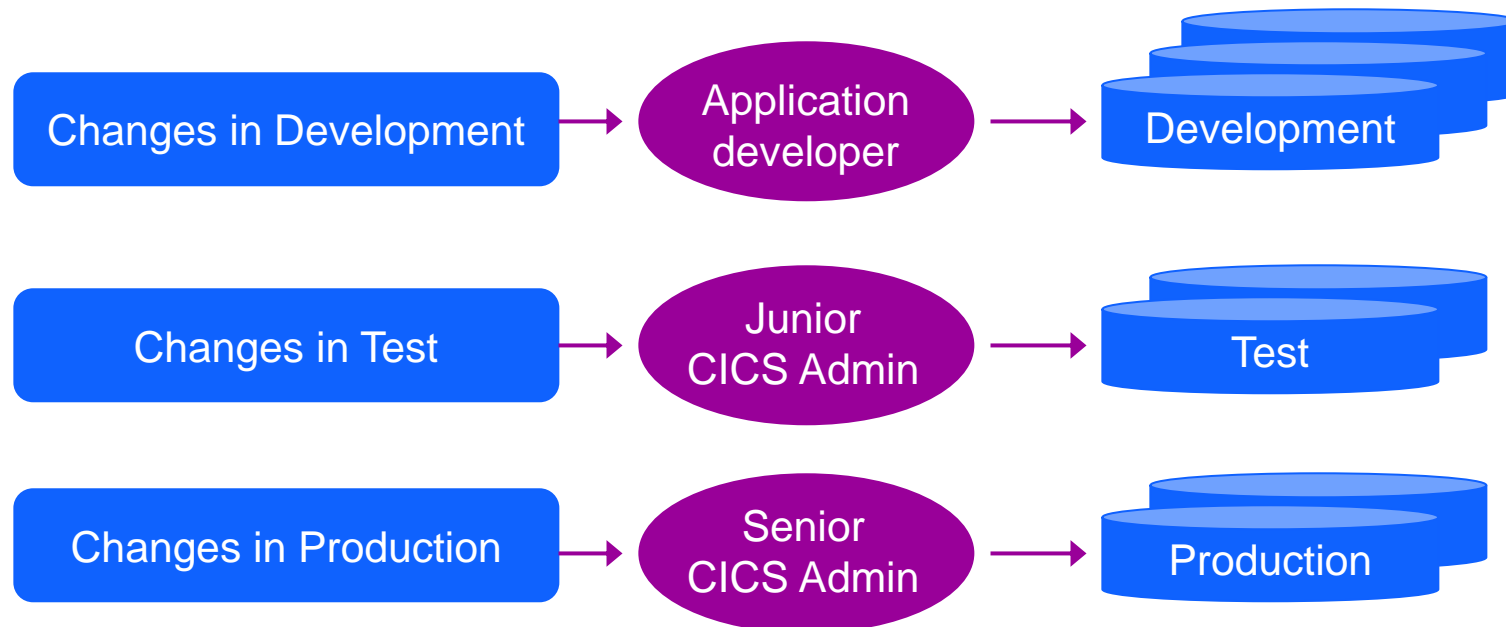 Changes in Development
Application
developer
Development
Changes in Test
Junior
CICS Admin
Test
Changes in Production
Senior
CICS Admin
Production